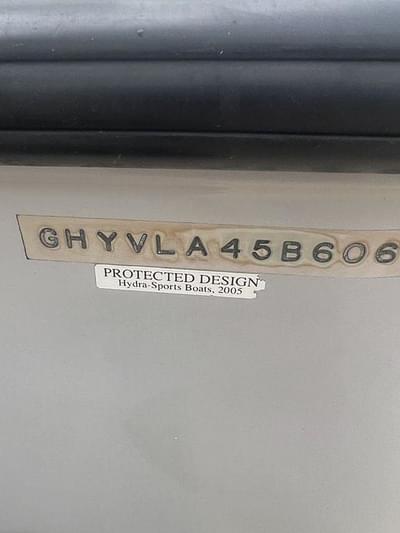 GHYVLA45B606
PROTECTED DESIGN
Hydra-Sports Boats, 2005